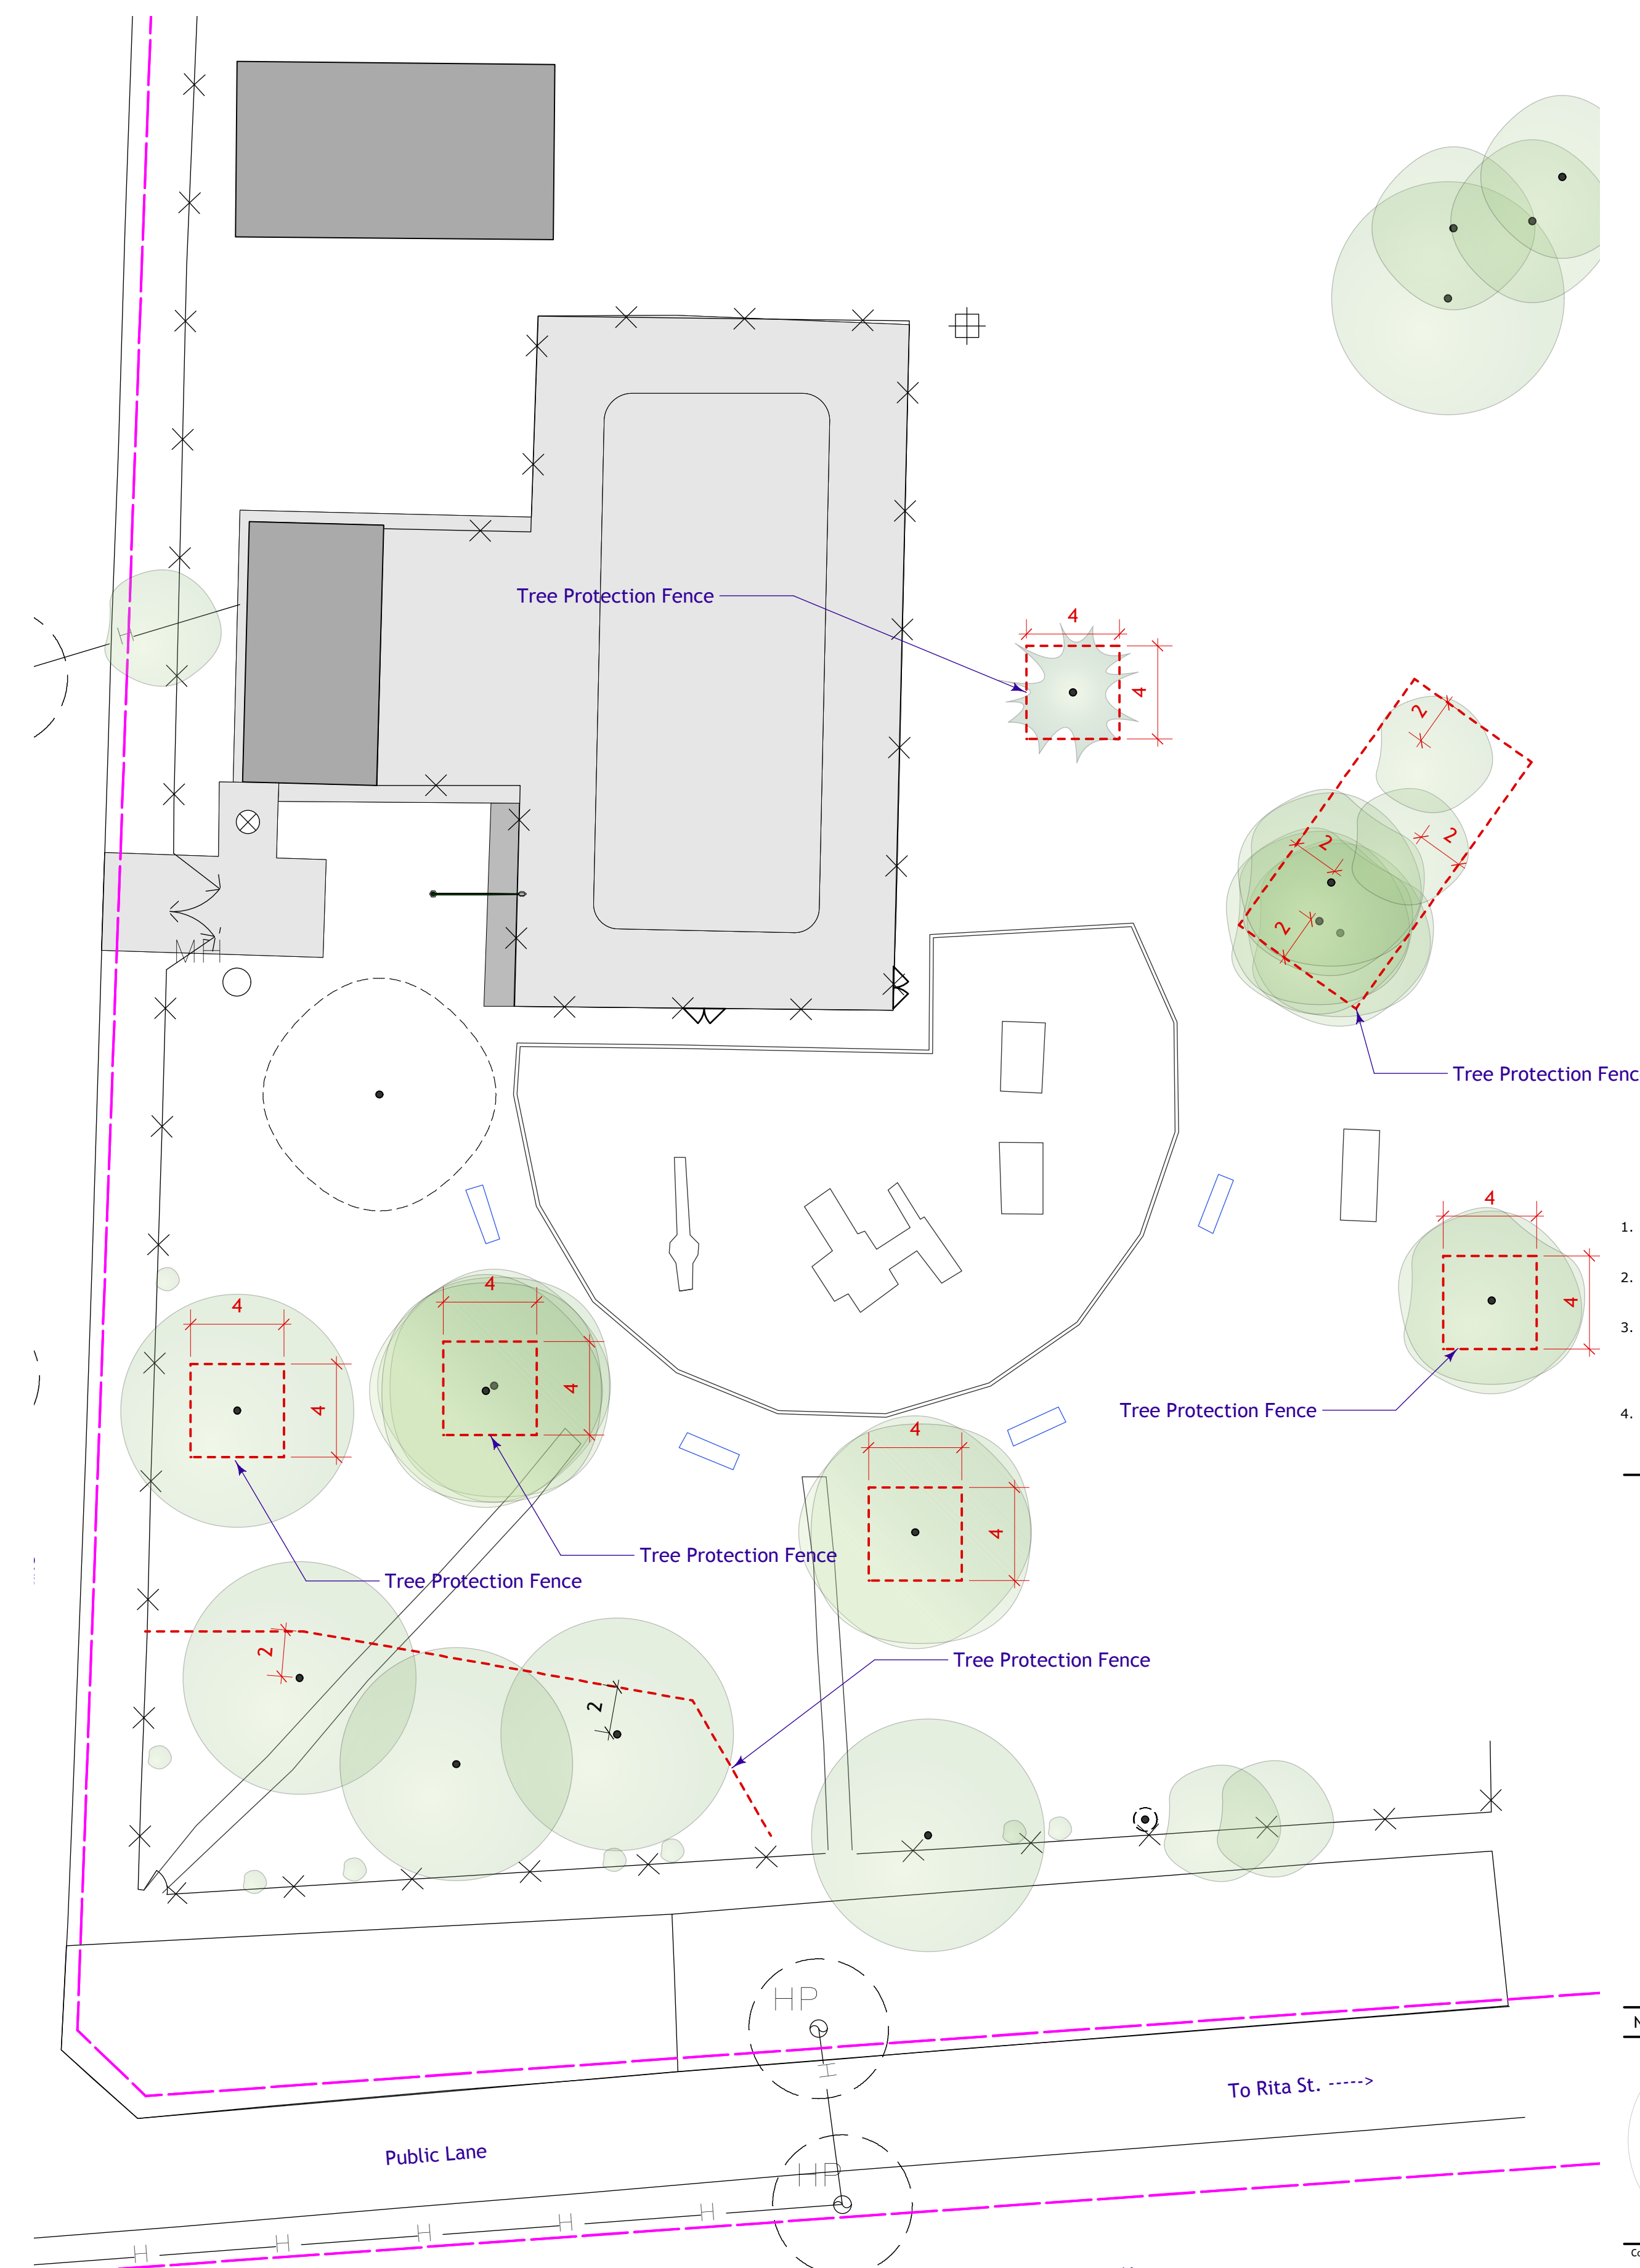 Tree Protection Fence
4
4
H
2
2
2
2
MH
Tree Protection Fenc
4
4
1.
2.
3.
4.
4
4
4
4
Tree Protection Fence
4
4
Tree Protection Fence
Tree Protection Fence
2
Tree Protection Fence
2
HP
H
N
To Rita St. ----->
Public Lane
HP
H
H
H
H
H
Co